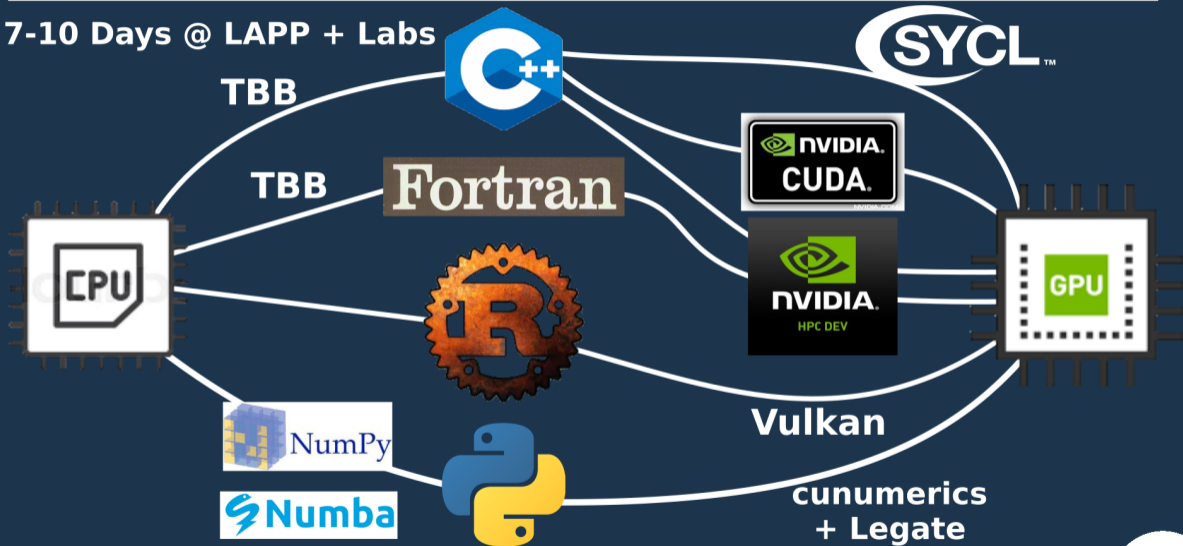 7-10 Days @ LAPP + Labs
C++
SYCL™
TBB
NVIDIA.
CUDA.
TBB
Fortran
CPU
R
NVIDIA.
HPC DEV
GPU
Vulkan
NumPy
Numba
cunumerics
+ Legate